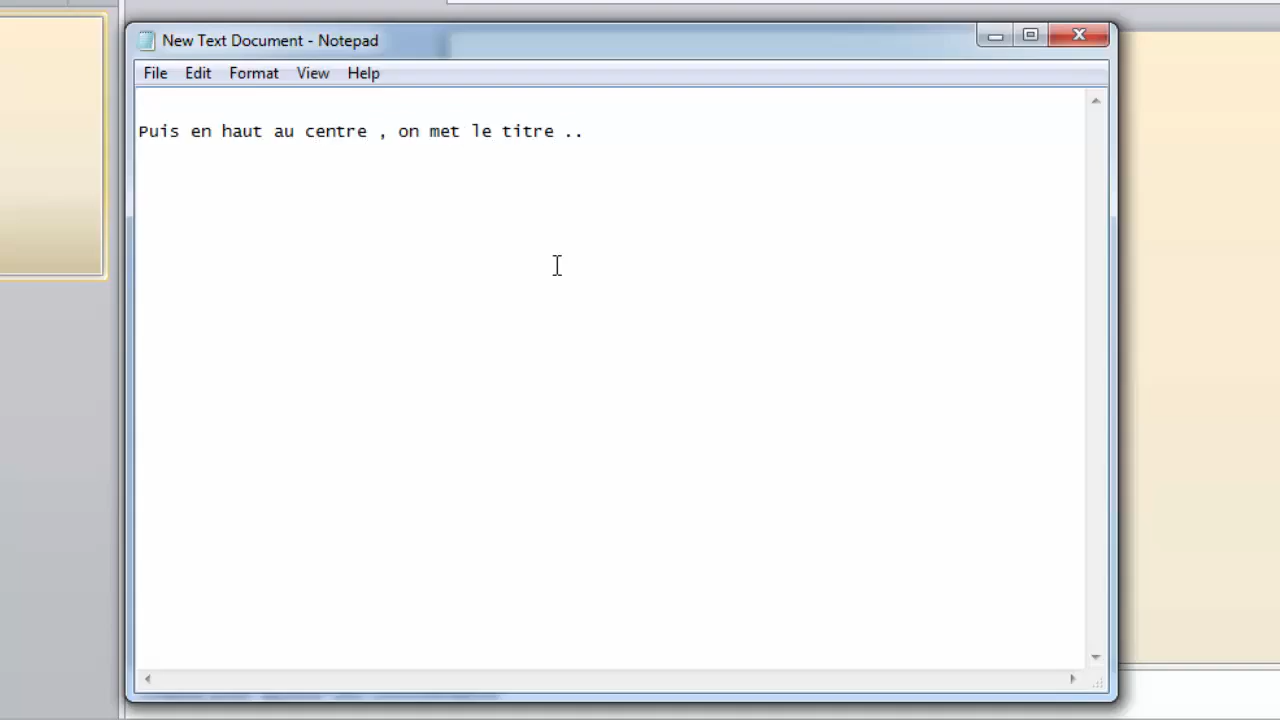 New Text Document - Notepad
File Edit Format View Help
Puis en haut au centre , on met le titre ..